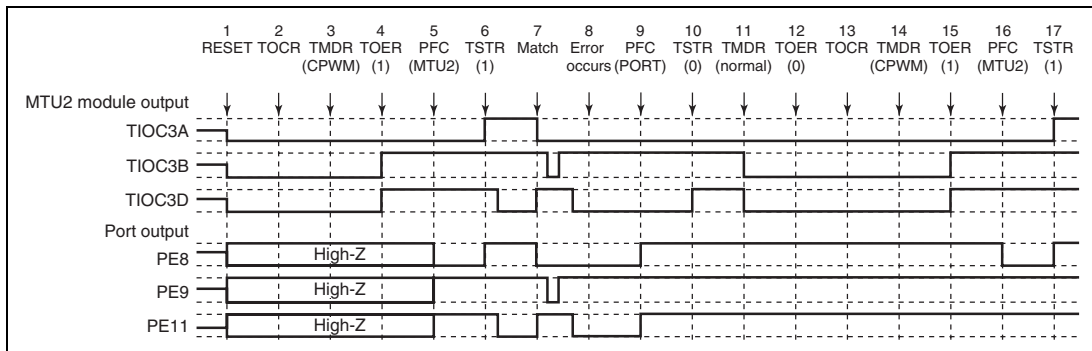 1 2 3 4 5 6 7 8 9 10 11 12 13 14 15 16 17
RESET TOCR TMDR TOER PFC TSTR Match Error PFC TSTR TMDR TOER TOCR TMDR TOER PFC TSTR
(CPWM) (1) (MTU2) (1) occurs (PORT) (0) (normal) (0) (CPWM) (1) (MTU2) (1)
MTU2 module output
TIOC3A
TIOC3B
TIOC3D
Port output
PE8 High-Z
PE9 High-Z
PE11 High-Z